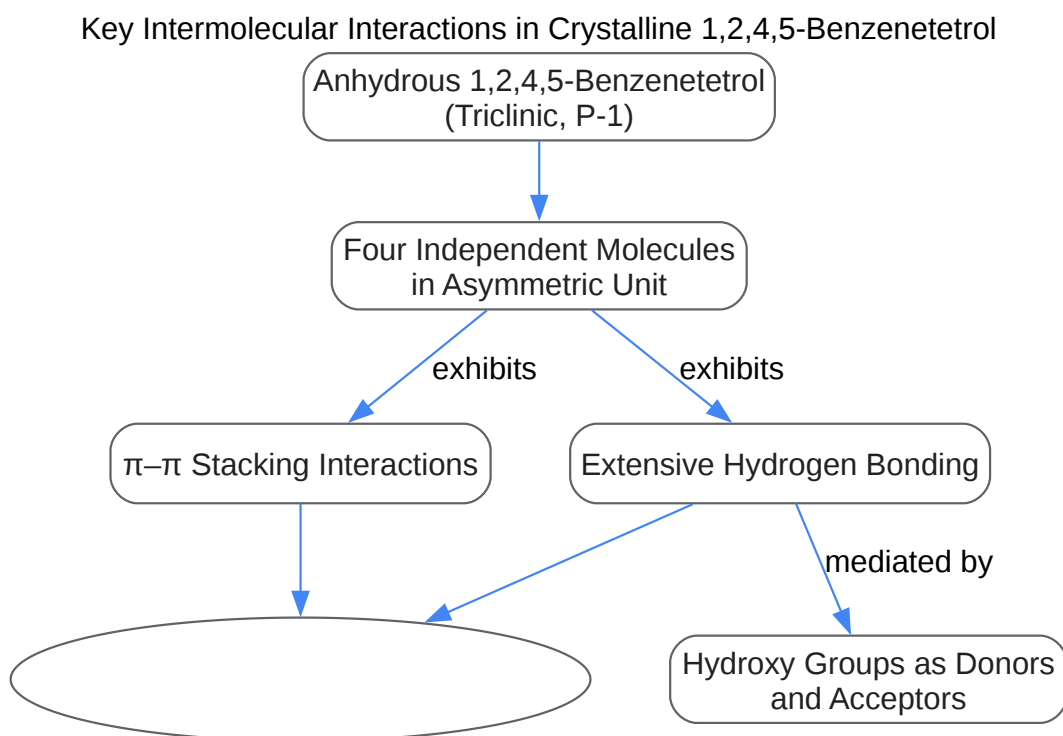 Key Intermolecular Interactions in Crystalline 1,2,4,5-Benzenetetrol
Anhydrous 1,2,4,5-Benzenetetrol
(Triclinic, P-1)
Four Independent Molecules
in Asymmetric Unit
exhibits
exhibits
π–π Stacking Interactions
Extensive Hydrogen Bonding
mediated by
Hydroxy Groups as Donors
and Acceptors